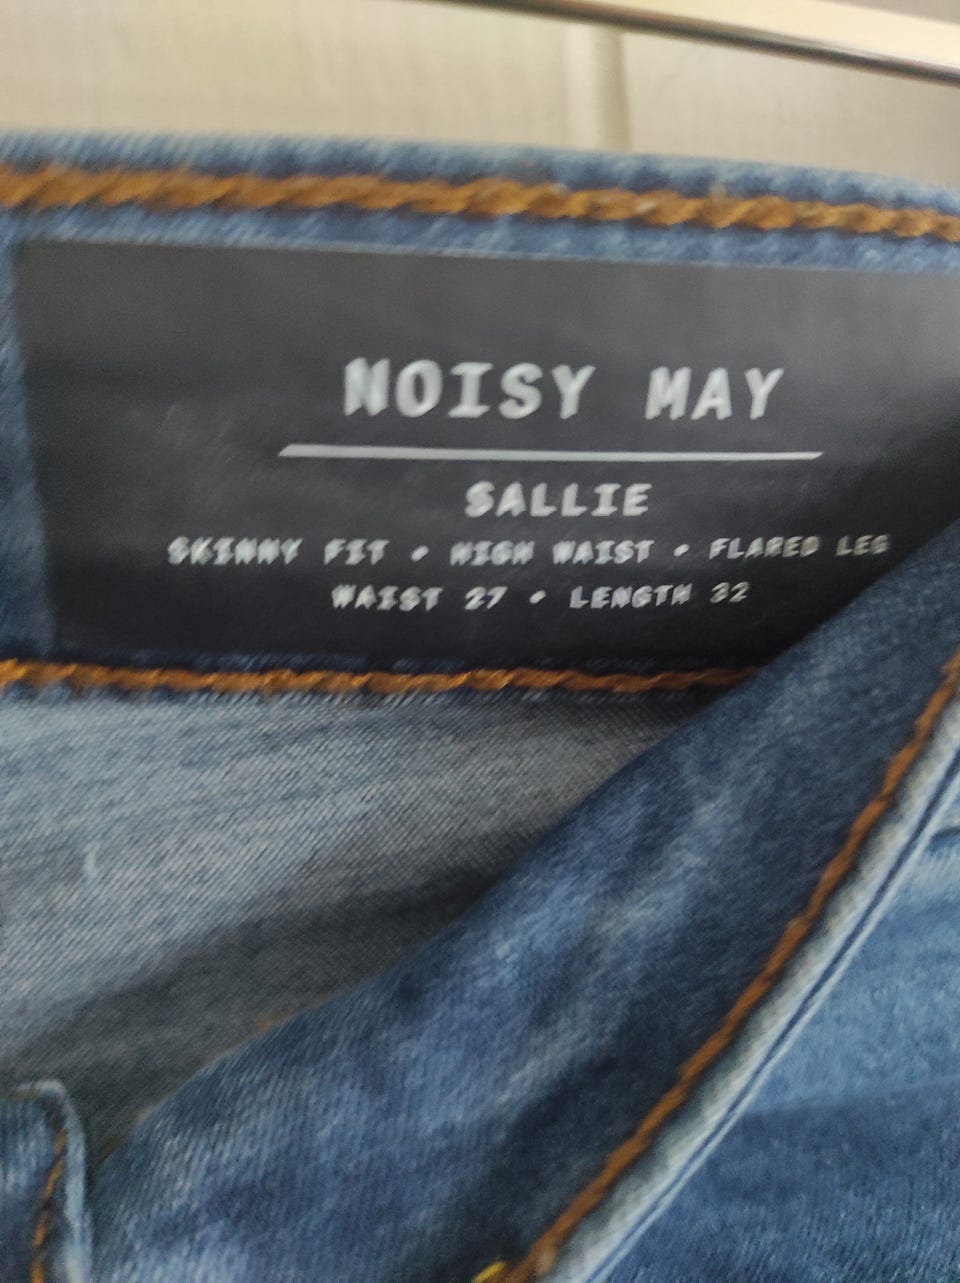 NOISY MAY
SALLIE
SKINNY FIT • HIGH WAIST • FLARED LEG
WAIST 27 • LENGTH 32